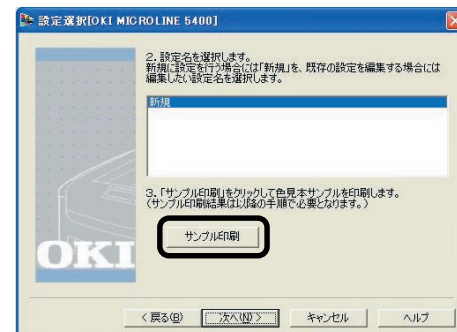 設定選択[OKI MICROLINE 5400]
2. 設定名を選択します。
新規に設定を行う場合には「新規」を、既存の設定を編集する場合には
編集したい設定名を選択します。
新規
3. 「サンプル印刷」をクリックして色見本サンプルを印刷します。
(サンプル印刷結果は以降の手順で必要となります。)
サンプル印刷
OKI
< 戻る(B)
次へ(N) >
キャンセル
ヘルプ